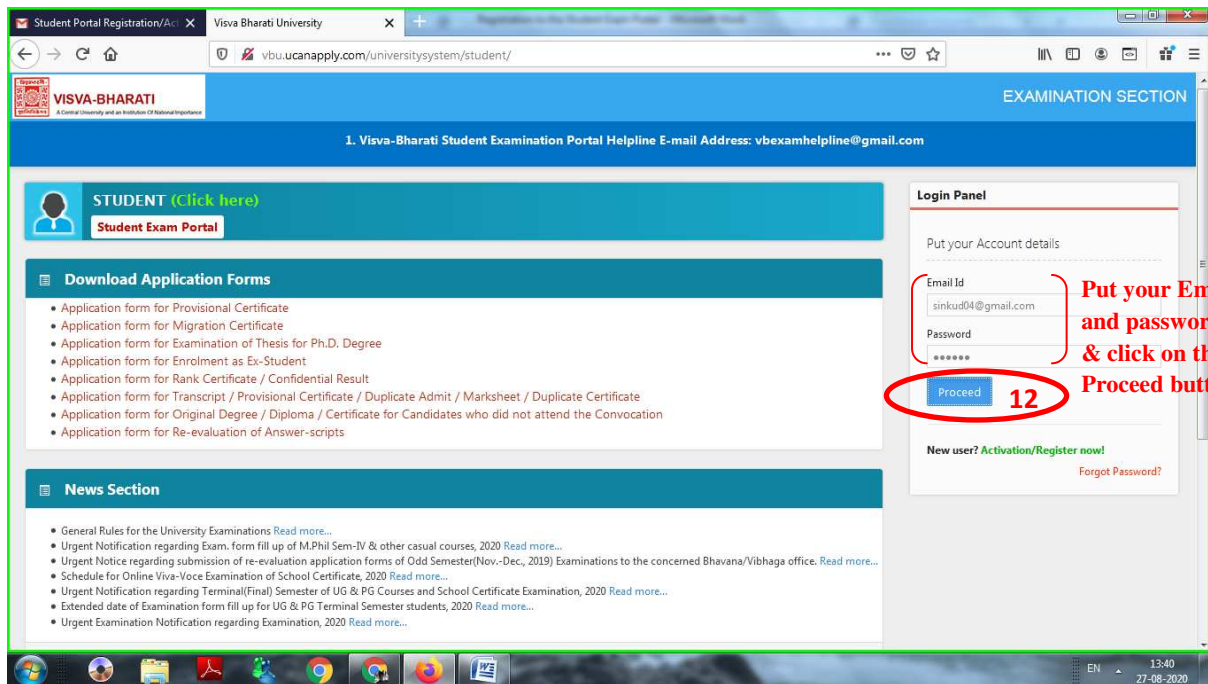 Student Portal Registration/Ac
Visva Bharati University
vbu.ucanapply.com/universitysystem/student/
VISVA-BHARATI
A Central University and an Institution Of National Importance
EXAMINATION SECTION
1. Visva-Bharati Student Examination Portal Helpline E-mail Address: vbexamhelpline@gmail.com
STUDENT (Click here)
Student Exam Portal
Download Application Forms
Application form for Provisional Certificate
Application form for Migration Certificate
Application form for Examination of Thesis for Ph.D. Degree
Application form for Enrolment as Ex-Student
Application form for Rank Certificate / Confidential Result
Application form for Transcript / Provisional Certificate / Duplicate Admit / Marksheet / Duplicate Certificate
Application form for Original Degree / Diploma / Certificate for Candidates who did not attend the Convocation
Application form for Re-evaluation of Answer-scripts
News Section
General Rules for the University Examinations Read more...
Urgent Notification regarding Exam. form fill up of M.Phil Sem-IV & other casual courses, 2020 Read more...
Urgent Notice regarding submission of re-evaluation application forms of Odd Semester(Nov.-Dec., 2019) Examinations to the concerned Bhavana/Vibhaga office. Read more...
Schedule for Online Viva-Voce Examination of School Certificate, 2020 Read more...
Urgent Notification regarding Terminal(Final) Semester of UG & PG Courses and School Certificate Examination, 2020 Read more...
Extended date of Examination form fill up for UG & PG Terminal Semester students, 2020 Read more...
Urgent Examination Notification regarding Examination, 2020 Read more...
Login Panel
Put your Account details
Email Id
sinkud04@gmail.com
Password
Proceed
12
Put your Em
and passwor
& click on th
Proceed butt
New user? Activation/Register now!
Forgot Password?
EN
13:40
27-08-2020